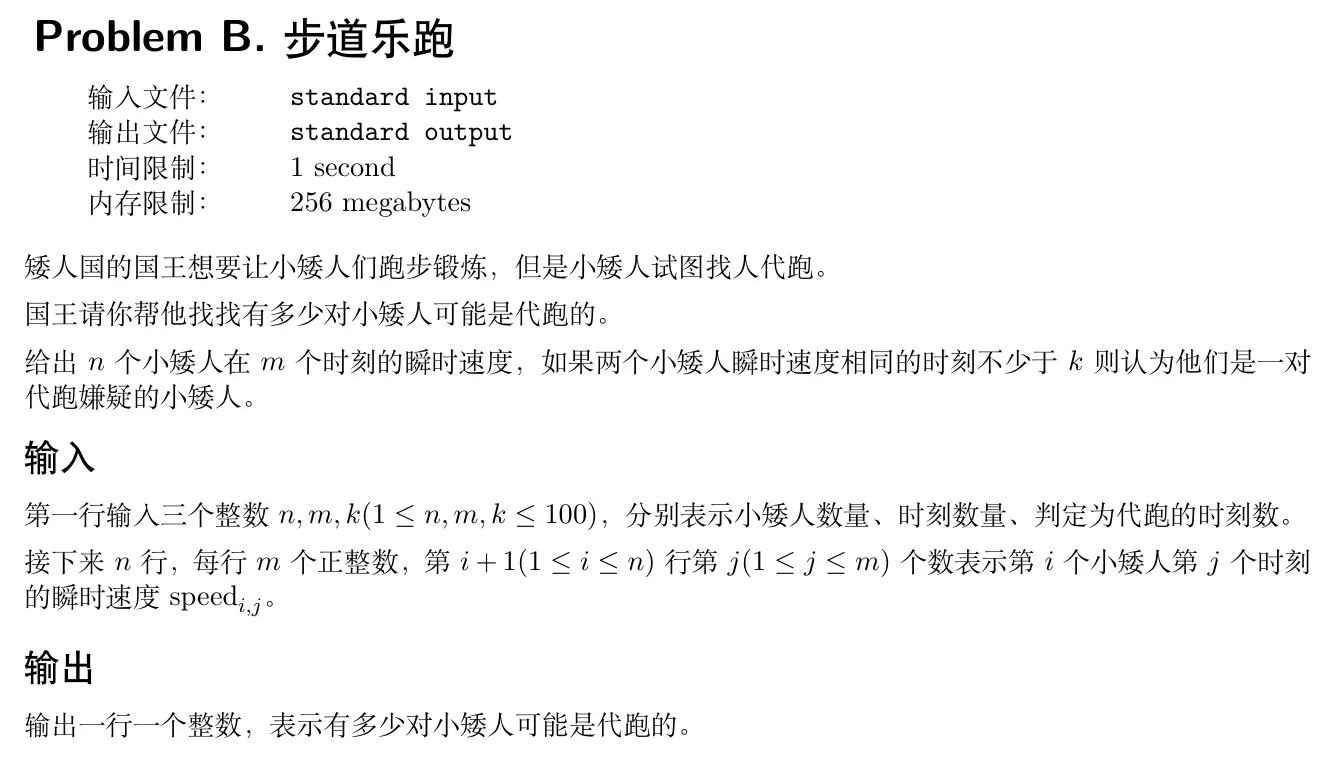 Problem B. 步道乐跑
输入文件： standard input
输出文件： standard output
时间限制： 1 second
内存限制： 256 megabytes
矮人国的国王想要让小矮人们跑步锻炼，但是小矮人试图找人代跑。
国王请你帮他找找有多少对小矮人可能是代跑的。
给出 n 个小矮人在 m 个时刻的瞬时速度，如果两个小矮人瞬时速度相同的时刻不少于 k 则认为他们是一对
代跑嫌疑的小矮人。
输入
第一行输入三个整数 n, m, k(1 ≤ n, m, k ≤ 100)，分别表示小矮人数量、时刻数量、判定为代跑的时刻数。
接下来 n 行，每行 m 个正整数，第 i + 1(1 ≤ i ≤ n) 行第 j(1 ≤ j ≤ m) 个数表示第 i 个小矮人第 j 个时刻
的瞬时速度 speed_{i,j}。
输出
输出一行一个整数，表示有多少对小矮人可能是代跑的。